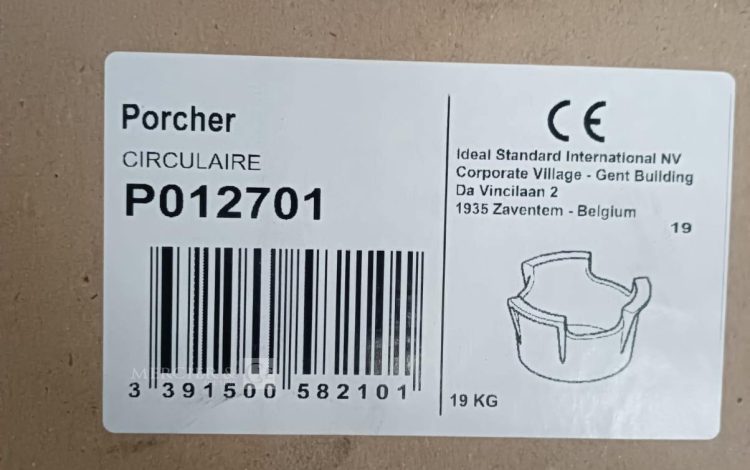 Porcher
CIRCULAIRE
P012701
3 391500 582101
CE
Ideal Standard International NV
Corporate Village - Gent Building
Da Vincilaan 2
1935 Zaventem - Belgium
19
19 KG